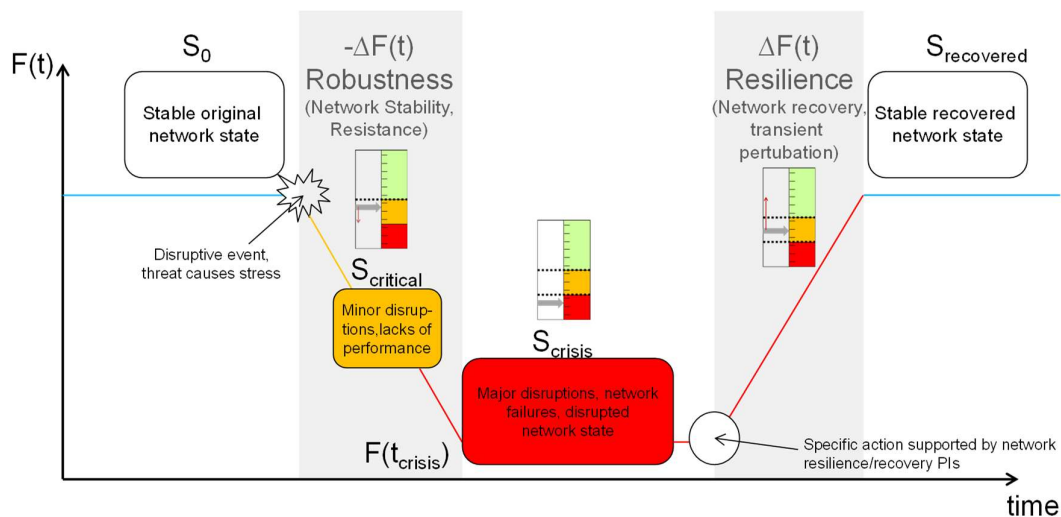 F(t)
S0
Stable original
network state
-ΔF(t)
Robustness
(Network Stability,
Resistance)
ΔF(t)
Resilience
(Network recovery,
transient
pertubation)
Srecovered
Stable recovered
network state
Disruptive event,
threat causes stress
Scritical
Minor disrup-
tions,lacks of
performance
Scrisis
Major disruptions, network
failures, disrupted
network state
F(tcrisis)
Specific action supported by network
resilience/recovery PIs
time